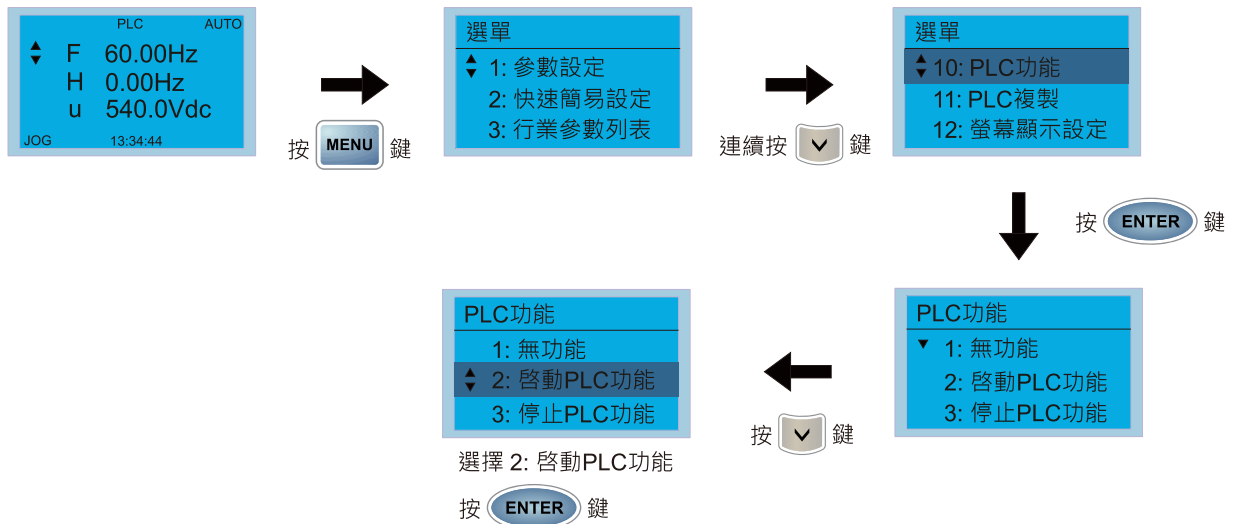 PLC AUTO
F 60.00Hz
H 0.00Hz
u 540.0Vdc
JOG 13:34:44
按 MENU 鍵
選單
1: 參數設定
2: 快速簡易設定
3: 行業參數列表
連續按 鍵
選單
10: PLC功能
11: PLC複製
12: 螢幕顯示設定
按 ENTER 鍵
PLC功能
1: 無功能
2: 啓動PLC功能
3: 停止PLC功能
按 鍵
PLC功能
1: 無功能
2: 啓動PLC功能
3: 停止PLC功能
選擇 2: 啓動PLC功能
按 ENTER 鍵